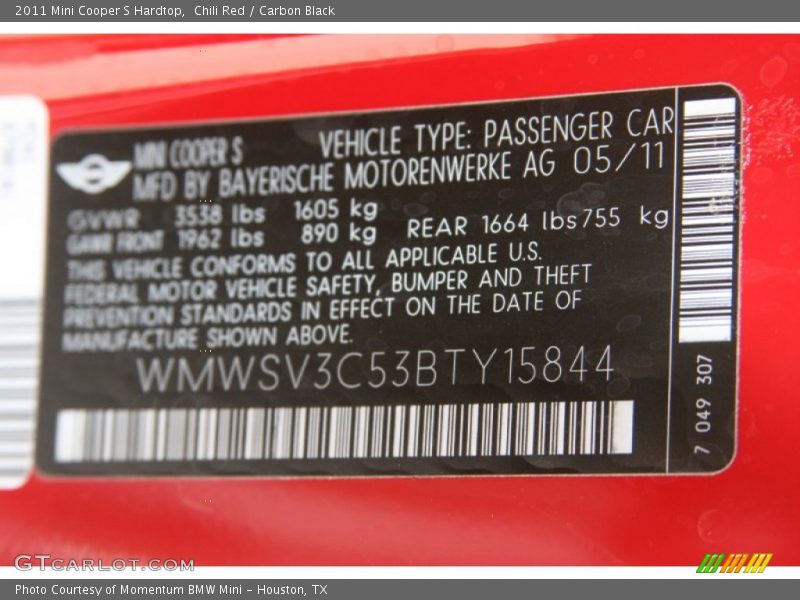 2011 Mini Cooper S Hardtop, Chili Red / Carbon Black
MINI COOPER S VEHICLE TYPE: PASSENGER CAR
MFD BY BAYERISCHE MOTORENWERKE AG 05/11
GVWR 3538 lbs 1605 kg
GAWR FRONT 1962 lbs 890 kg REAR 1664 lbs 755 kg
THIS VEHICLE CONFORMS TO ALL APPLICABLE U.S.
FEDERAL MOTOR VEHICLE SAFETY, BUMPER AND THEFT
PREVENTION STANDARDS IN EFFECT ON THE DATE OF
MANUFACTURE SHOWN ABOVE.
WMWSV3C53BTY15844
7 049 307
GTCARLOT.COM
Photo Courtesy of Momentum BMW Mini - Houston, TX